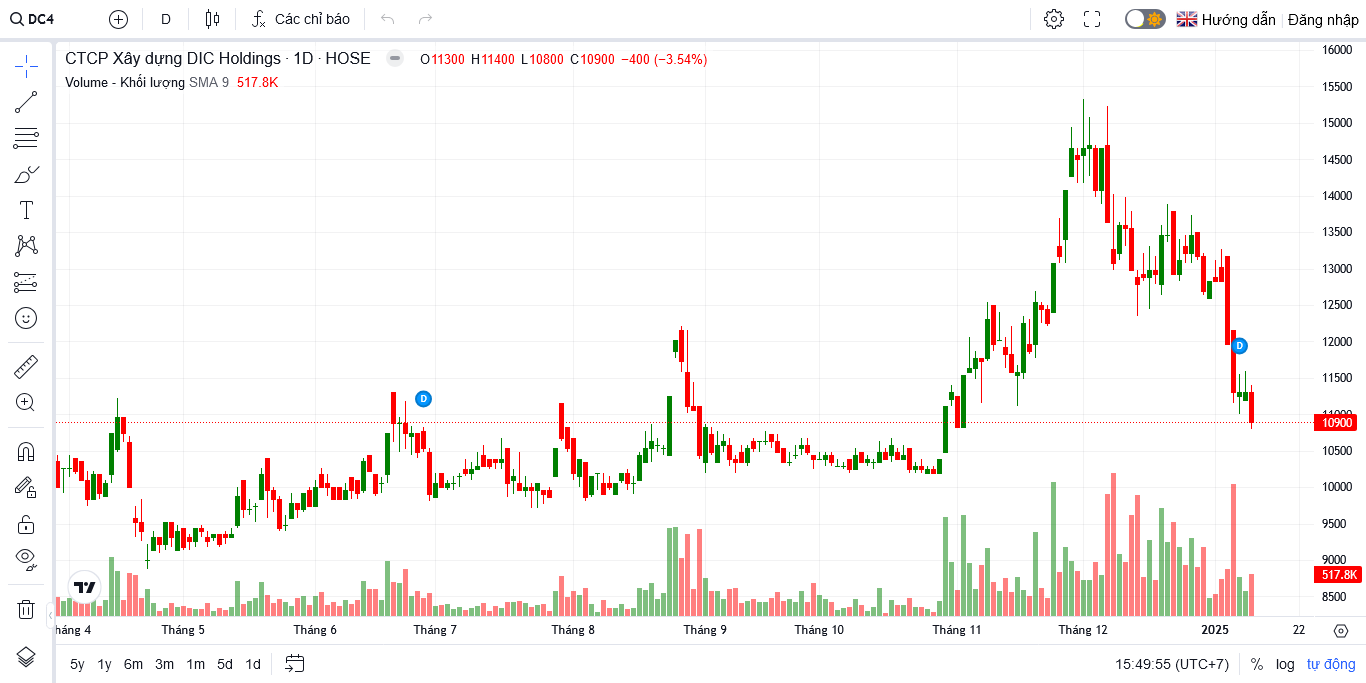 DC4 D Các chỉ báo Hướng dẫn Đăng nhập
CTCP Xây dựng DIC Holdings · 1D · HOSE O11300 H11400 L10800 C10900 −400 (−3.54%)
Volume - Khối lượng SMA 9 517.8K
16000
15500
15000
14500
14000
13500
13000
12500
12000
11500
11000
10900
10500
10000
9500
9000
517.8K
8500
D
D
háng 4 Tháng 5 Tháng 6 Tháng 7 Tháng 8 Tháng 9 Tháng 10 Tháng 11 Tháng 12 2025 22
5y 1y 6m 3m 1m 5d 1d 15:49:55 (UTC+7) % log tự động